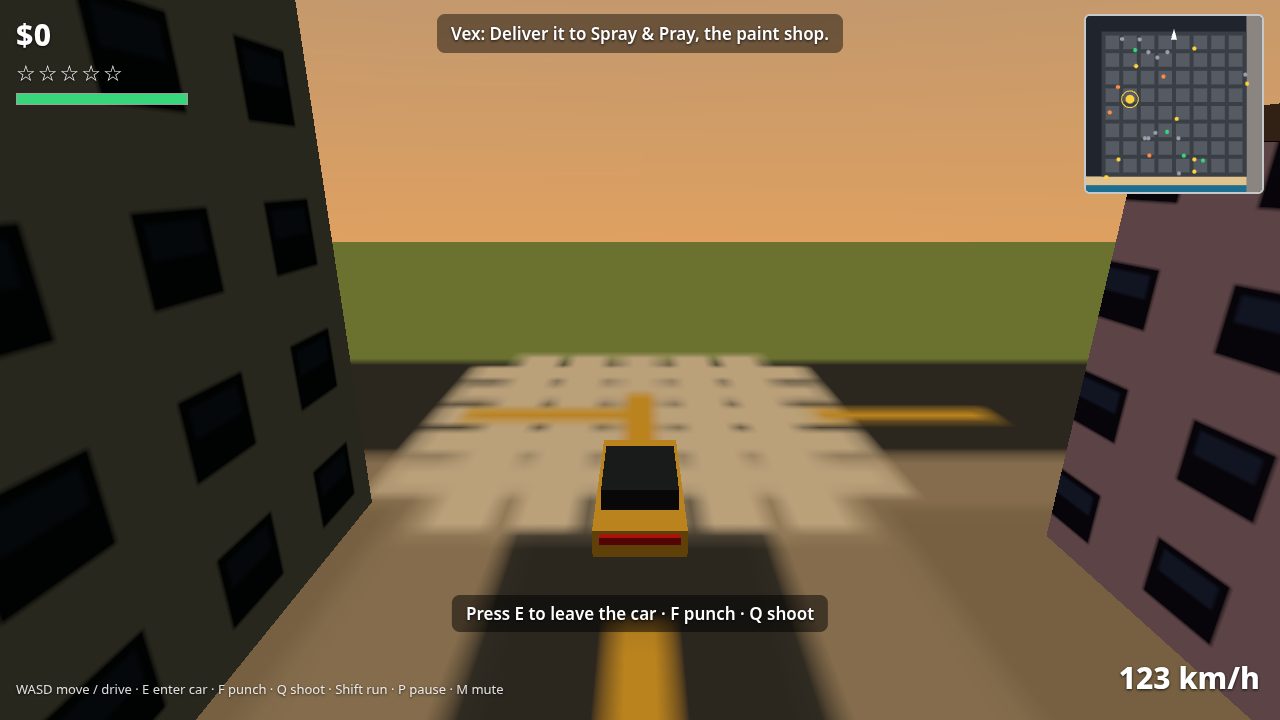 $0
☆☆☆☆☆
Vex: Deliver it to Spray & Pray, the paint shop.
Press E to leave the car · F punch · Q shoot
WASD move / drive · E enter car · F punch · Q shoot · Shift run · P pause · M mute
123 km/h